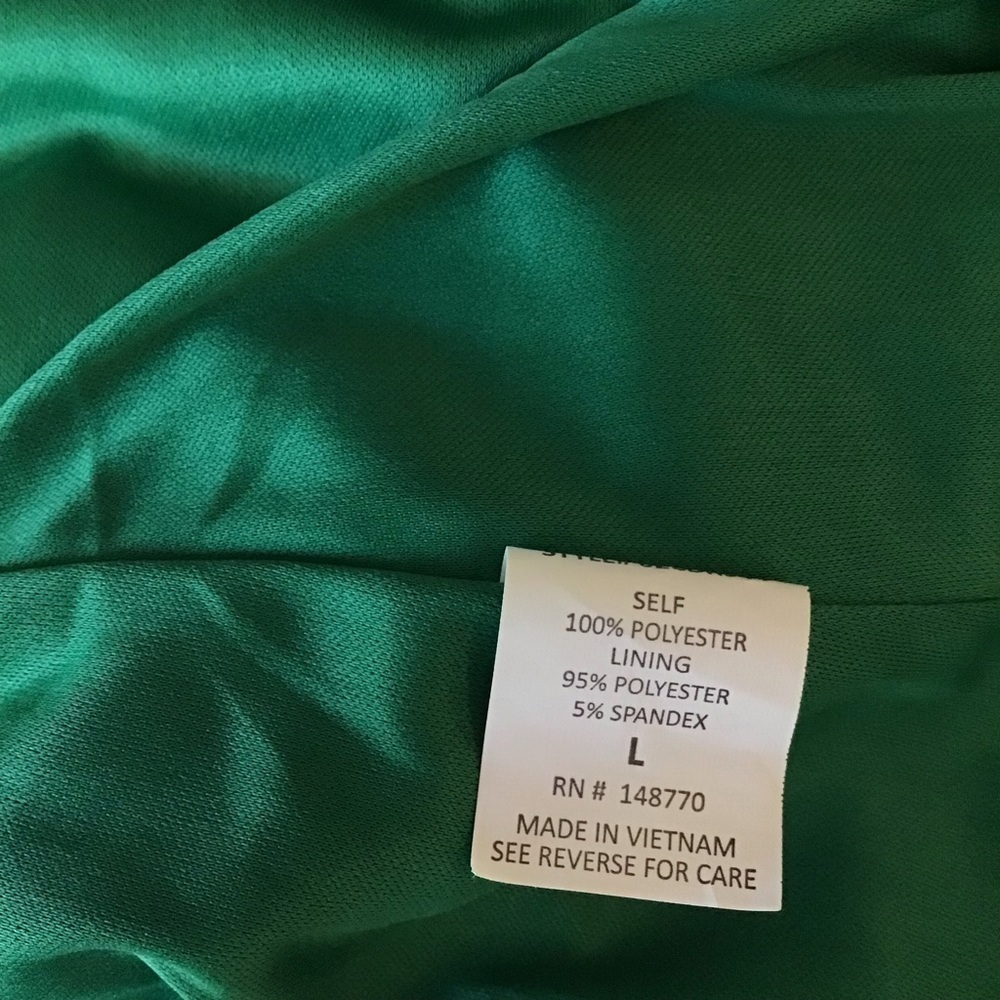 SELF
100% POLYESTER
LINING
95% POLYESTER
5% SPANDEX
L
RN # 148770
MADE IN VIETNAM
SEE REVERSE FOR CARE